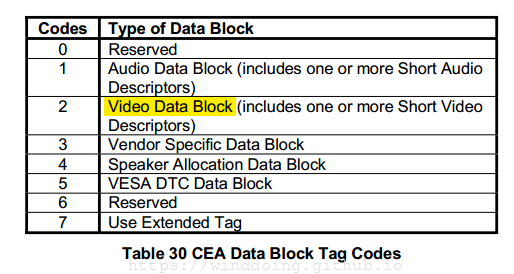 Codes Type of Data Block
0 Reserved
1 Audio Data Block (includes one or more Short Audio
Descriptors)
2 Video Data Block (includes one or more Short Video
Descriptors)
3 Vendor Specific Data Block
4 Speaker Allocation Data Block
5 VESA DTC Data Block
6 Reserved
7 Use Extended Tag
Table 30 CEA Data Block Tag Codes
https://windaoing.github.io